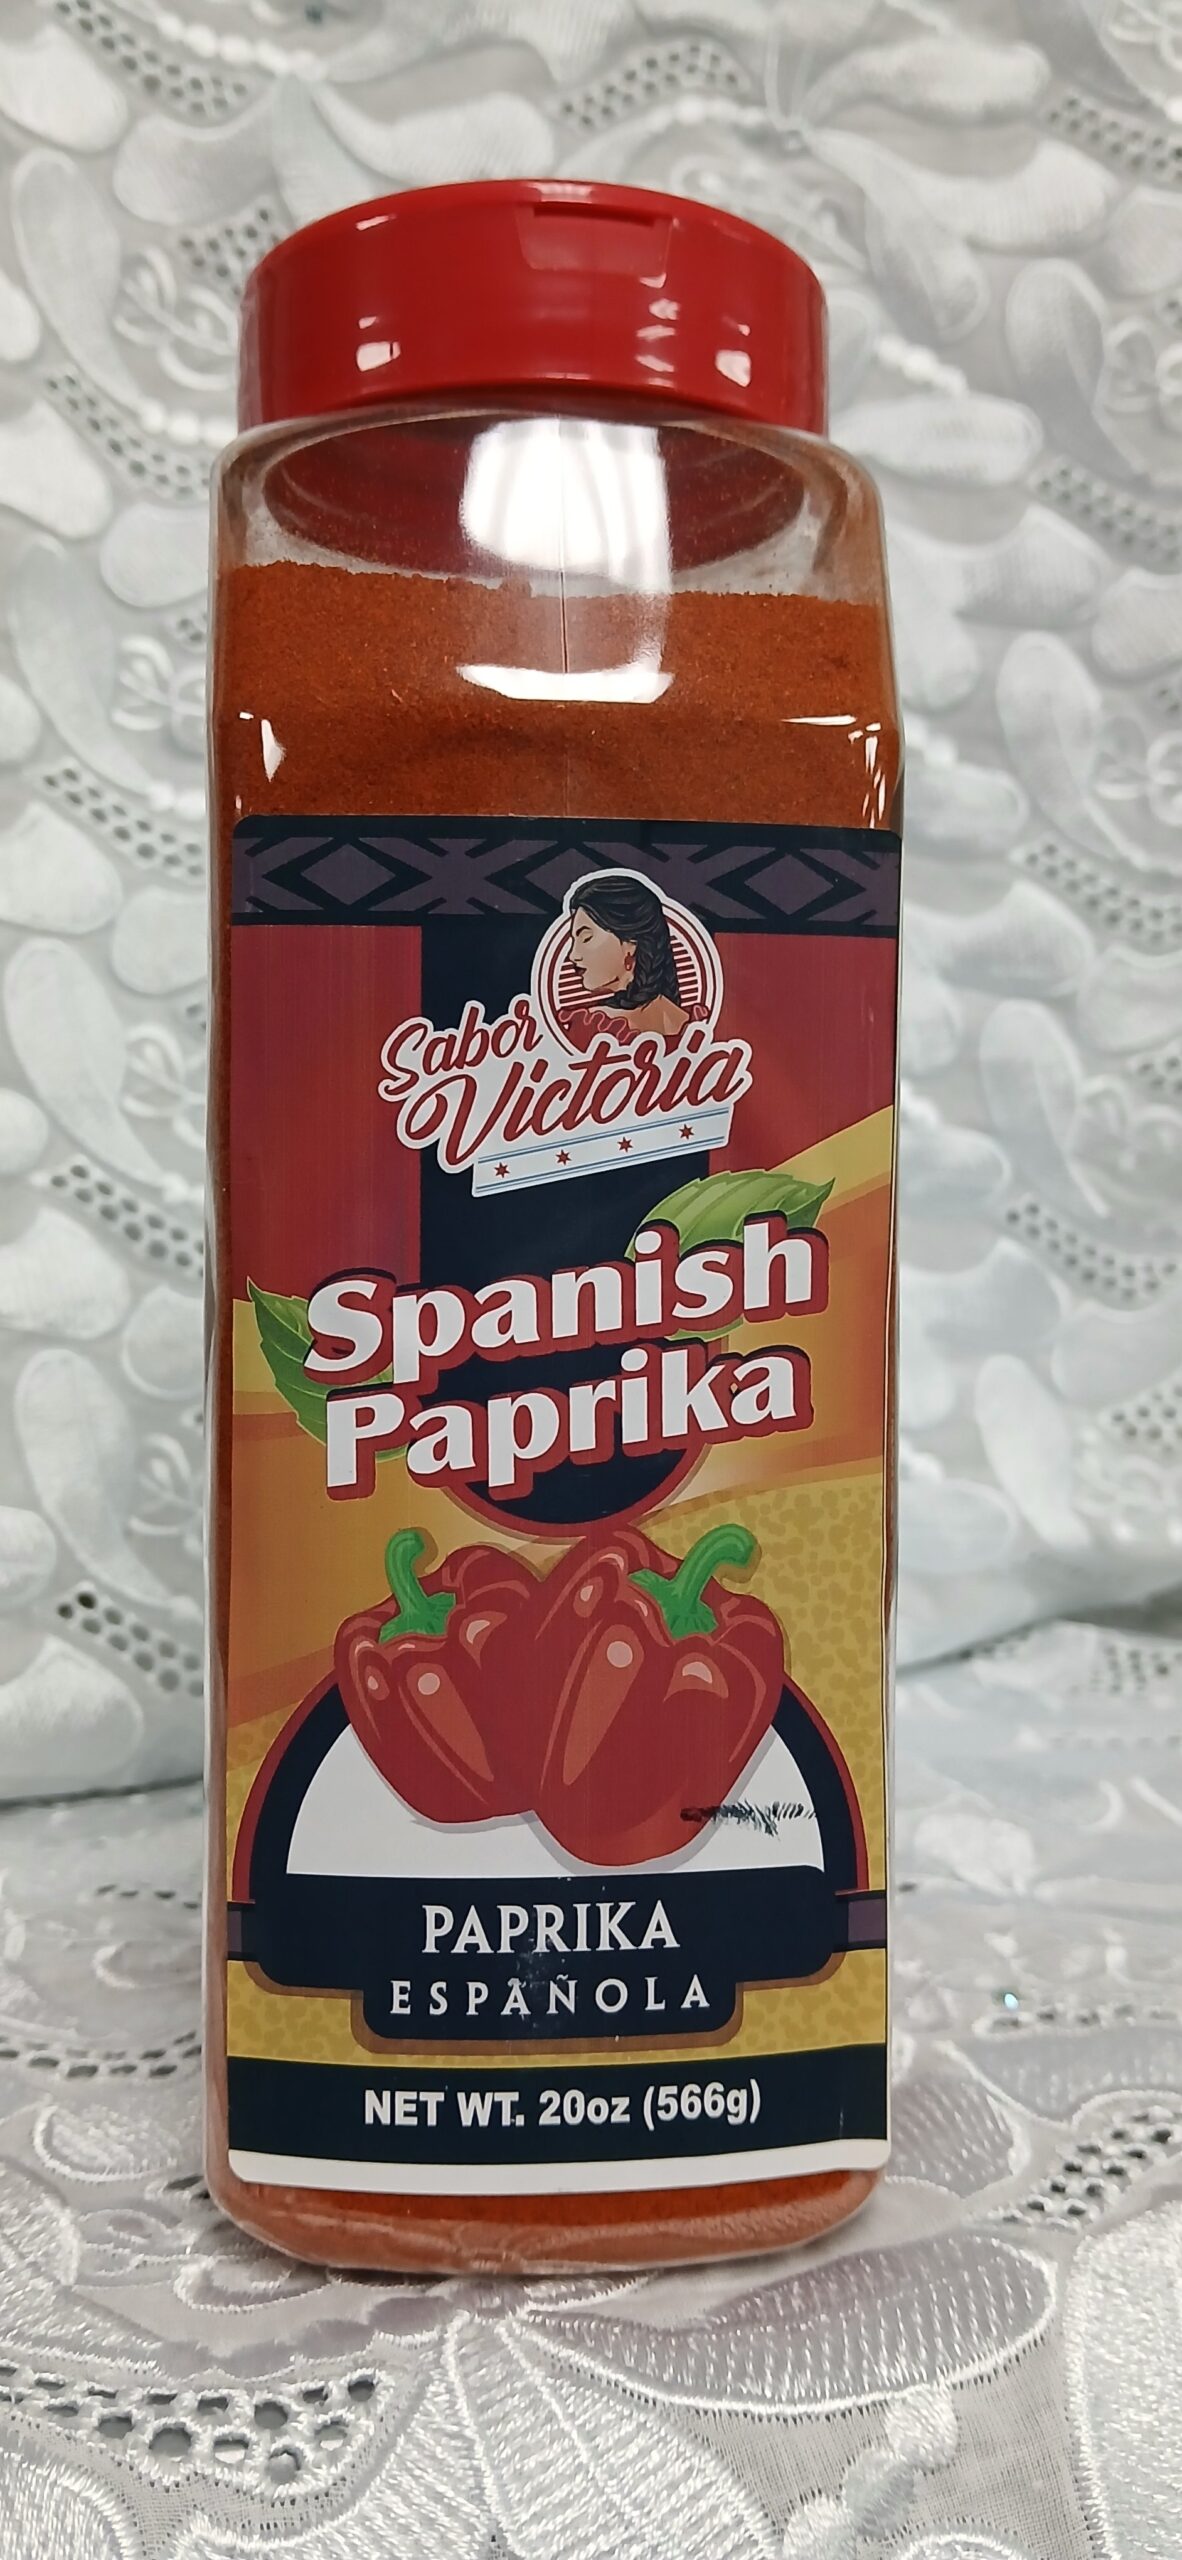 Sabor
Victoria
Spanish
Paprika
PAPRIKA
ESPAÑOLA
NET WT. 20oz (566g)